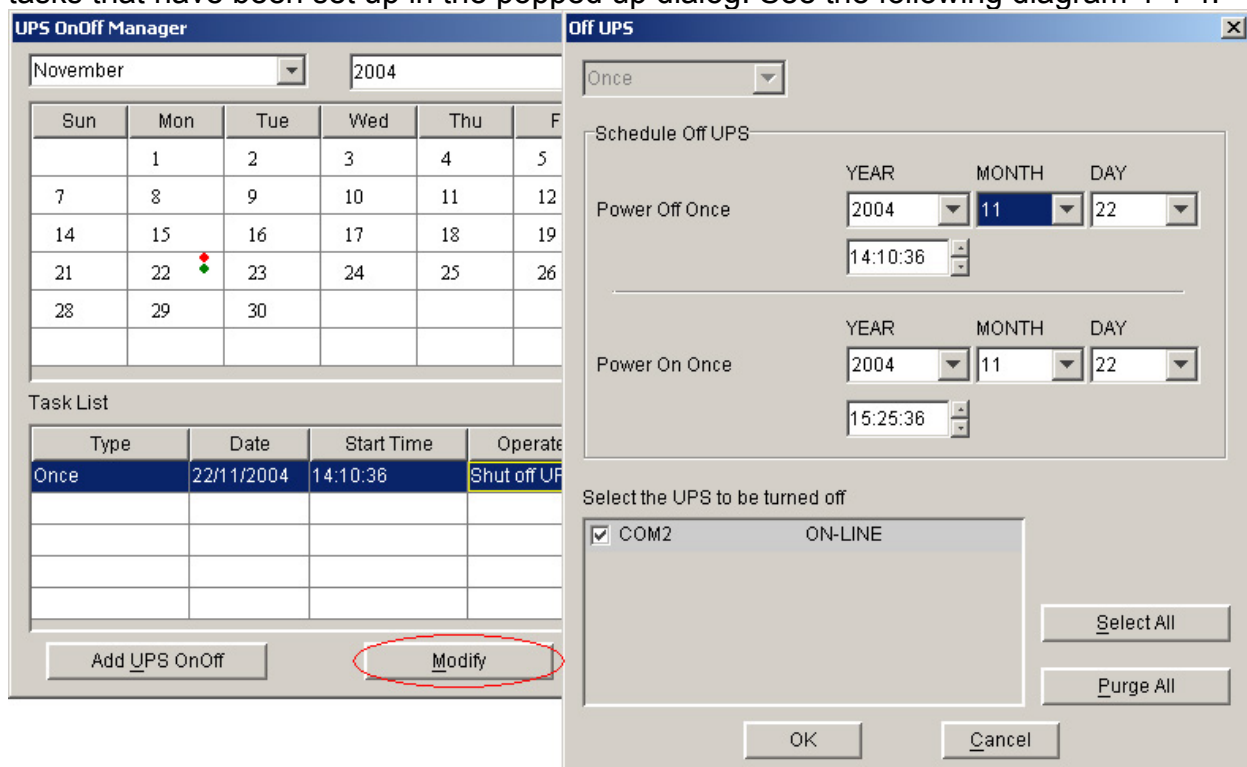 tasks that have been set up in the popped up dialog. See the following diagram 4-1-4:
UPS OnOff Manager
November 2004
Sun Mon Tue Wed Thu F
1 2 3 4 5
7 8 9 10 11 12
14 15 16 17 18 19
21 22 23 24 25 26
28 29 30
Task List
Type Date Start Time Operate
Once 22/11/2004 14:10:36 Shut off UP
Add UPS OnOff Modify
Off UPS
Once
Schedule Off UPS
YEAR MONTH DAY
Power Off Once 2004 11 22
14:10:36
YEAR MONTH DAY
Power On Once 2004 11 22
15:25:36
Select the UPS to be turned off
COM2 ON-LINE
Select All
Purge All
OK Cancel